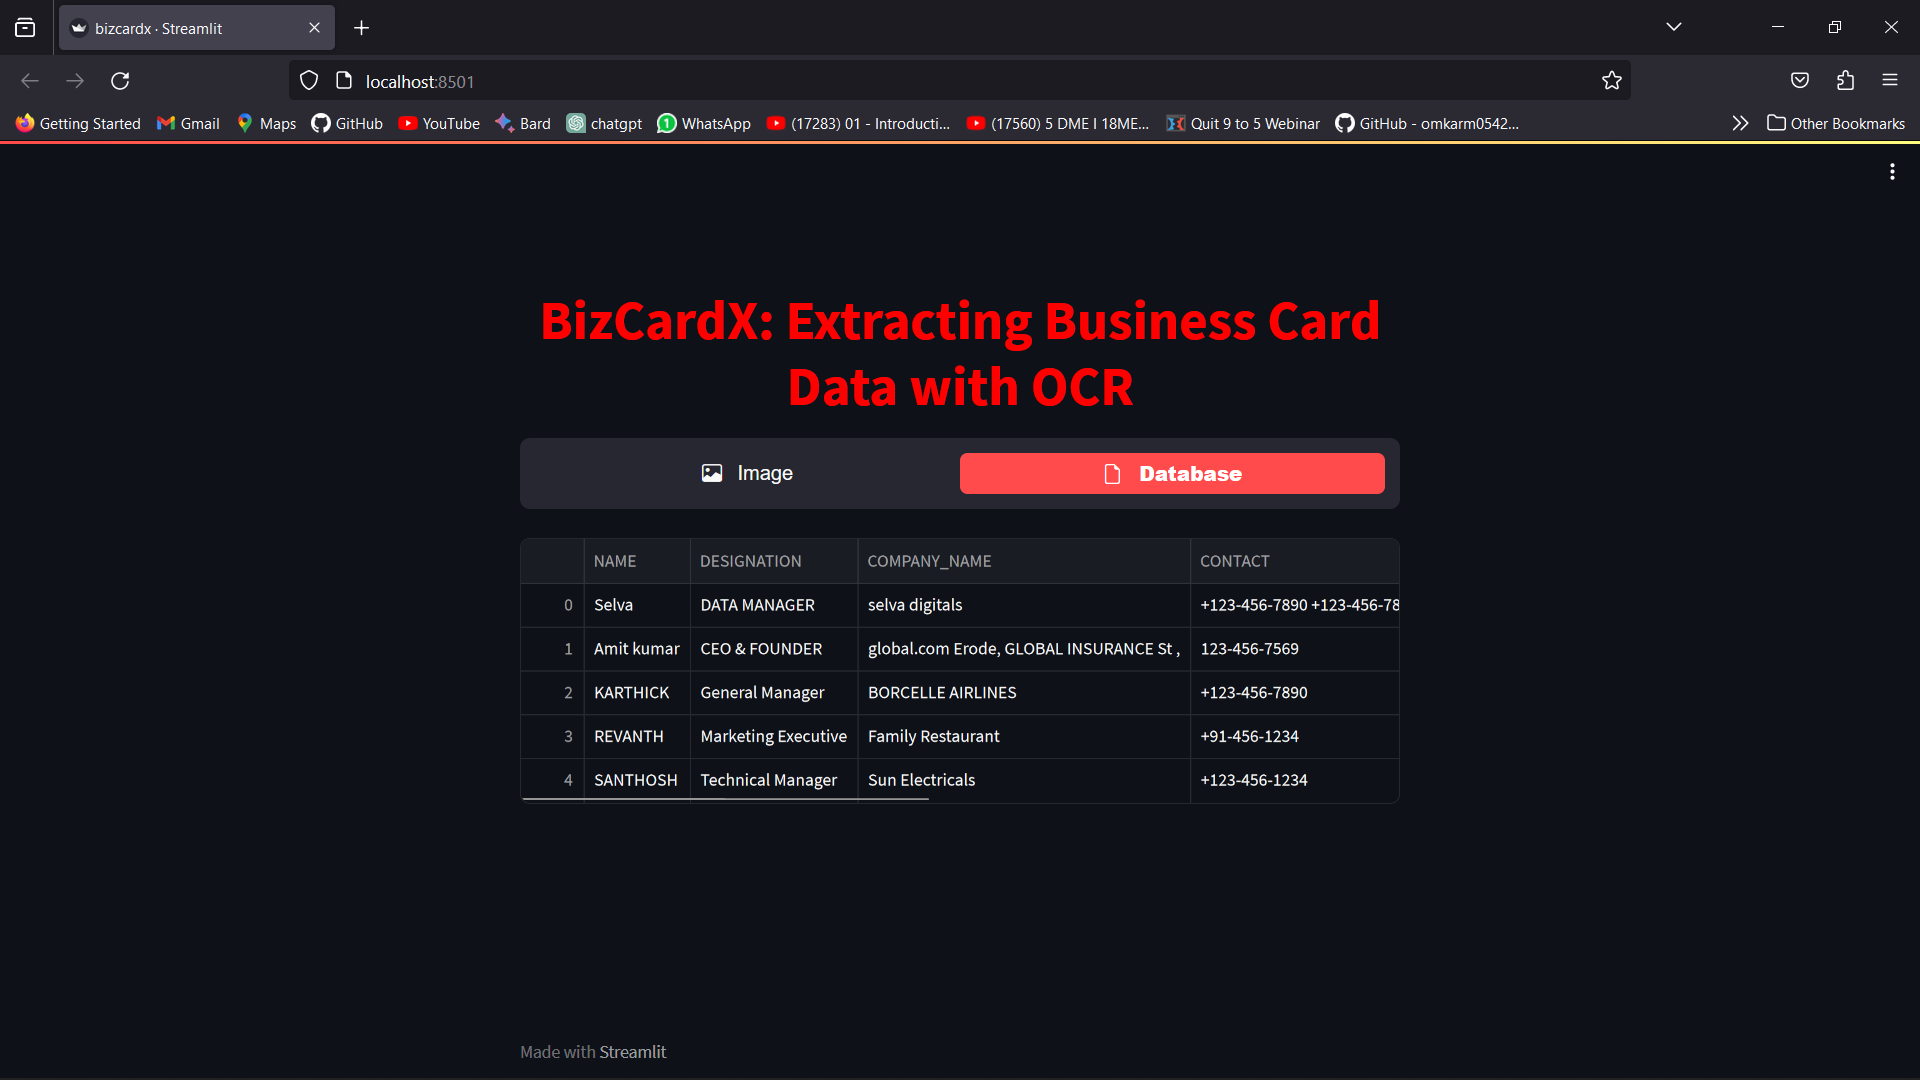 bizcardx · Streamlit
localhost:8501
Getting Started Gmail Maps GitHub YouTube Bard chatgpt 1 WhatsApp (17283) 01 - Introducti... (17560) 5 DME I 18ME... Quit 9 to 5 Webinar GitHub - omkarm0542... Other Bookmarks
BizCardX: Extracting Business Card
Data with OCR
Image Database
NAME DESIGNATION COMPANY_NAME CONTACT
0 Selva DATA MANAGER selva digitals +123-456-7890 +123-456-78
1 Amit kumar CEO & FOUNDER global.com Erode, GLOBAL INSURANCE St , 123-456-7569
2 KARTHICK General Manager BORCELLE AIRLINES +123-456-7890
3 REVANTH Marketing Executive Family Restaurant +91-456-1234
4 SANTHOSH Technical Manager Sun Electricals +123-456-1234
Made with Streamlit